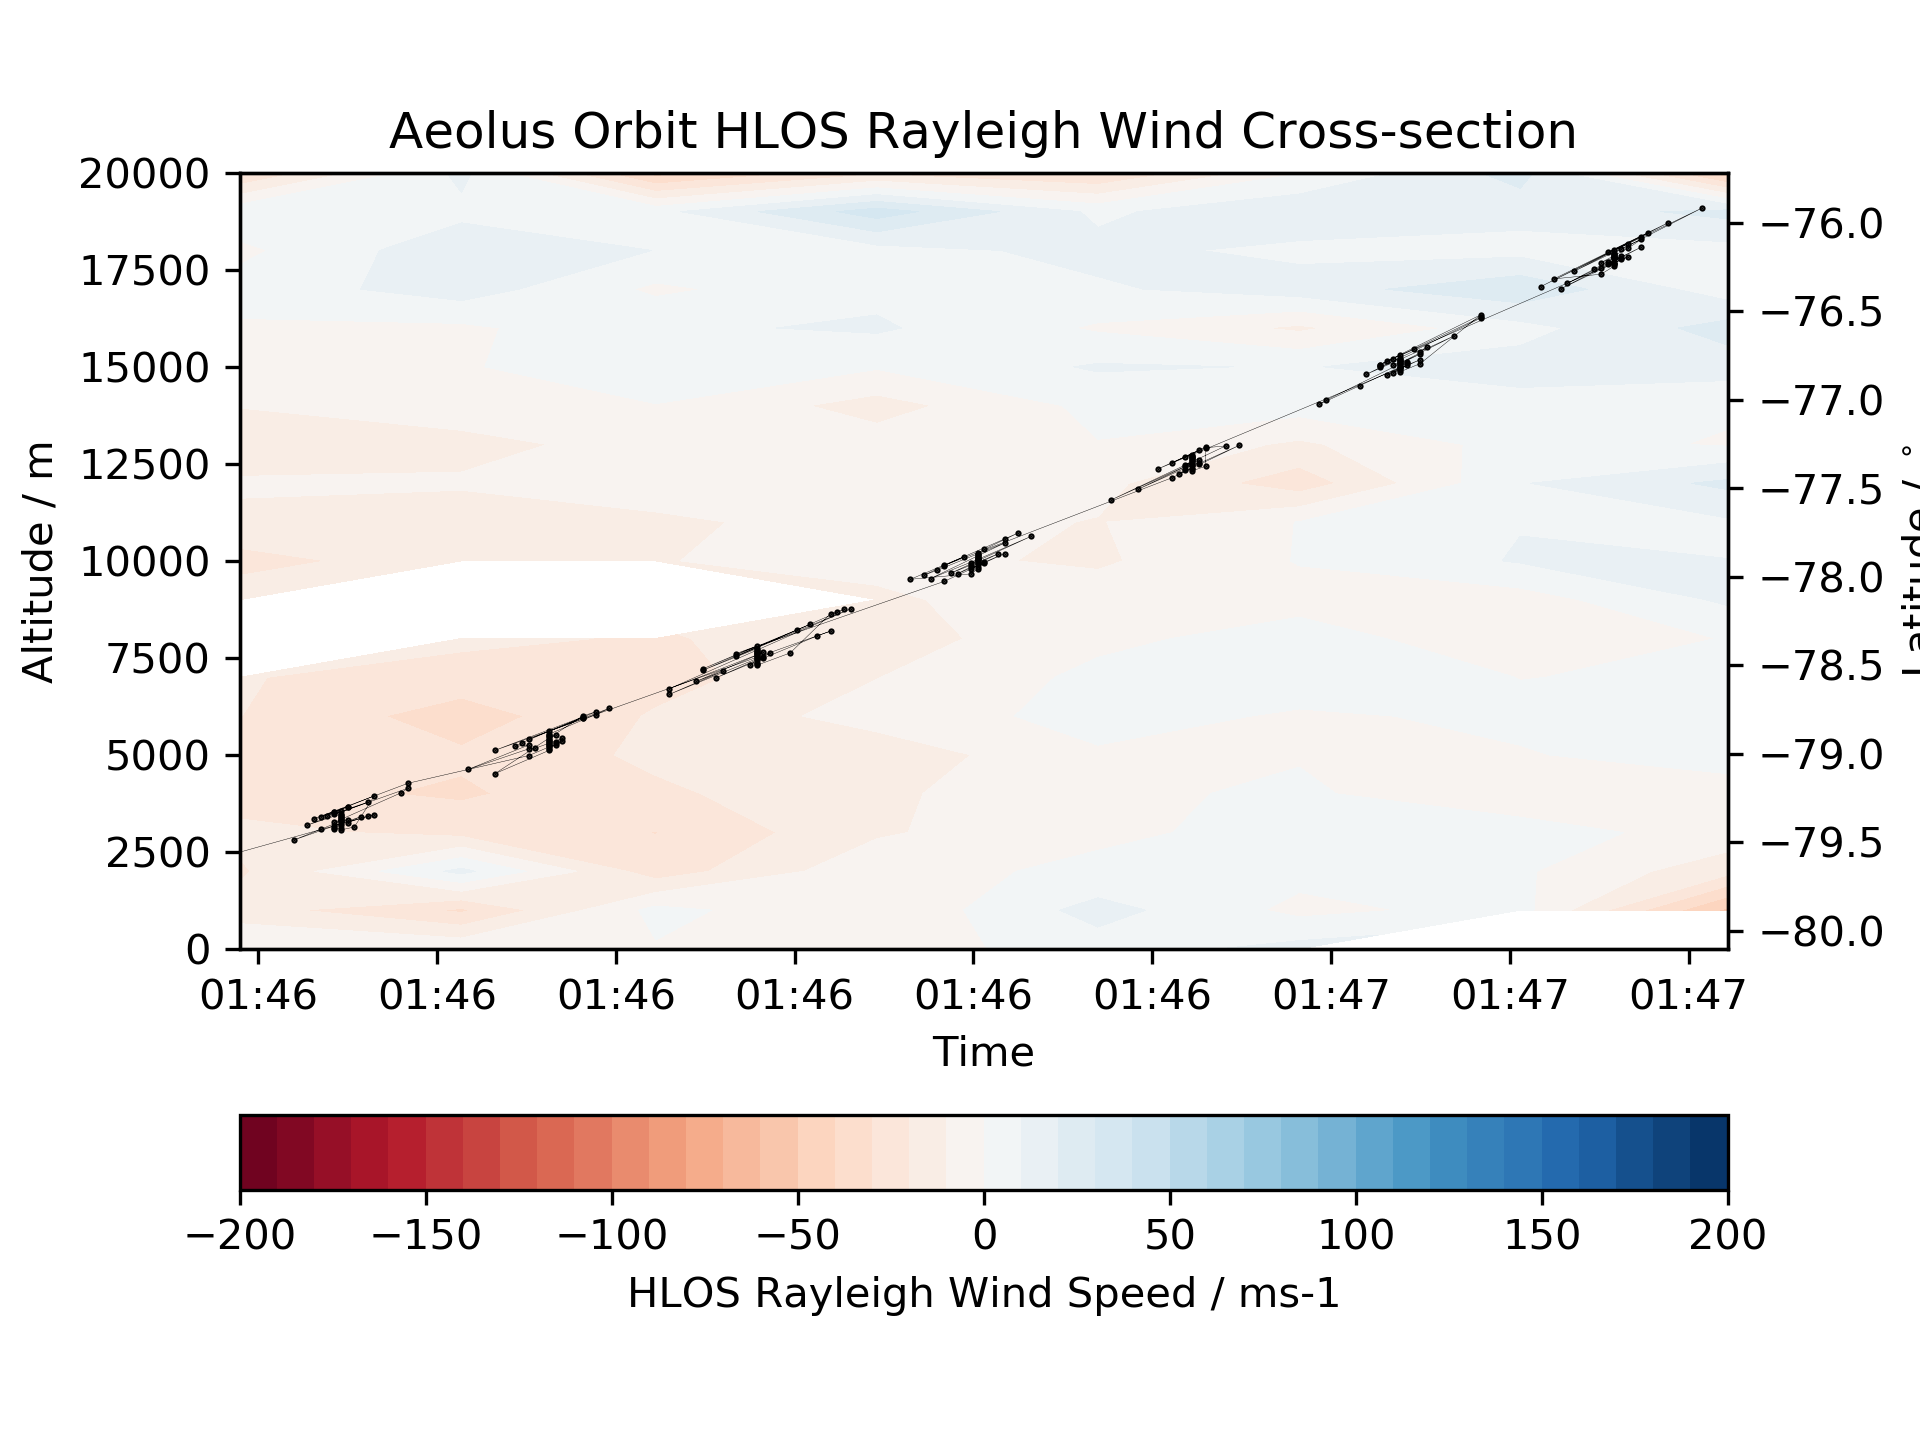 Aeolus Orbit HLOS Rayleigh Wind Cross-section
20000
17500
15000
12500
10000
7500
5000
2500
0
Altitude / m
−76.0
−76.5
−77.0
−77.5
−78.0
−78.5
−79.0
−79.5
−80.0
Latitude / °
01:46 01:46 01:46 01:46 01:46 01:46 01:47 01:47 01:47
Time
−200 −150 −100 −50 0 50 100 150 200
HLOS Rayleigh Wind Speed / ms-1